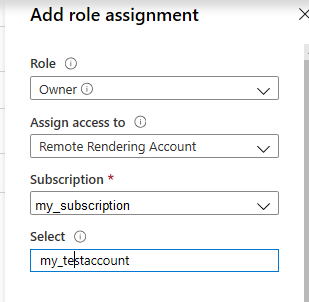 Add role assignment
Role
Owner
Assign access to
Remote Rendering Account
Subscription *
my_subscription
Select
my_testaccount